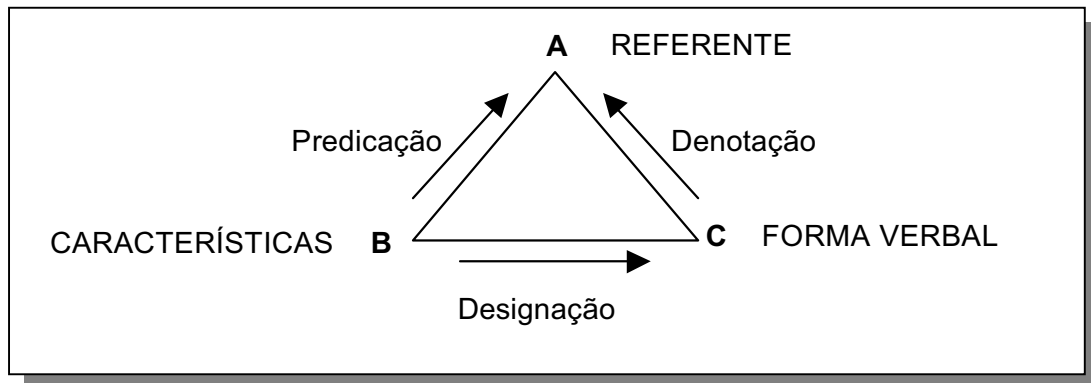 A REFERENTE
Predicação Denotação
CARACTERÍSTICAS B C FORMA VERBAL
Designação